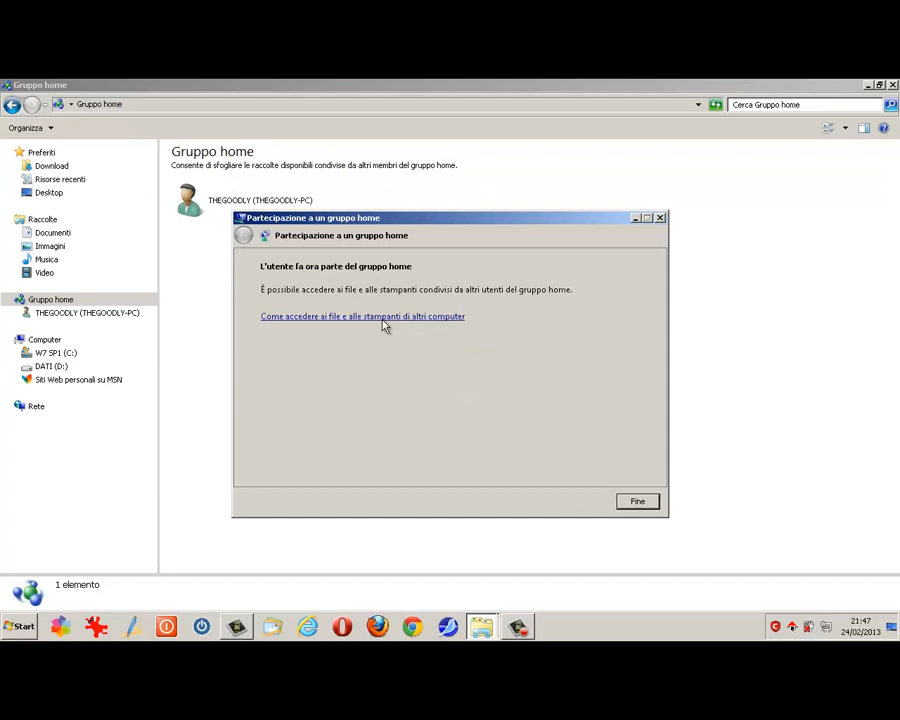 Gruppo home
Gruppo home
Cerca Gruppo home
Organizza
Preferiti
Download
Risorse recenti
Desktop
Raccolte
Documenti
Immagini
Musica
Video
Gruppo home
THEGOODLY (THEGOODLY-PC)
Computer
W7 SP1 (C:)
DATI (D:)
Siti Web personali su MSN
Rete
Gruppo home
Consente di sfogliare le raccolte disponibili condivise da altri membri del gruppo home.
THEGOODLY (THEGOODLY-PC)
Partecipazione a un gruppo home
Partecipazione a un gruppo home
L'utente fa ora parte del gruppo home
È possibile accedere ai file e alle stampanti condivisi da altri utenti del gruppo home.
Come accedere ai file e alle stampanti di altri computer
Fine
1 elemento
Start
21:47
24/02/2013